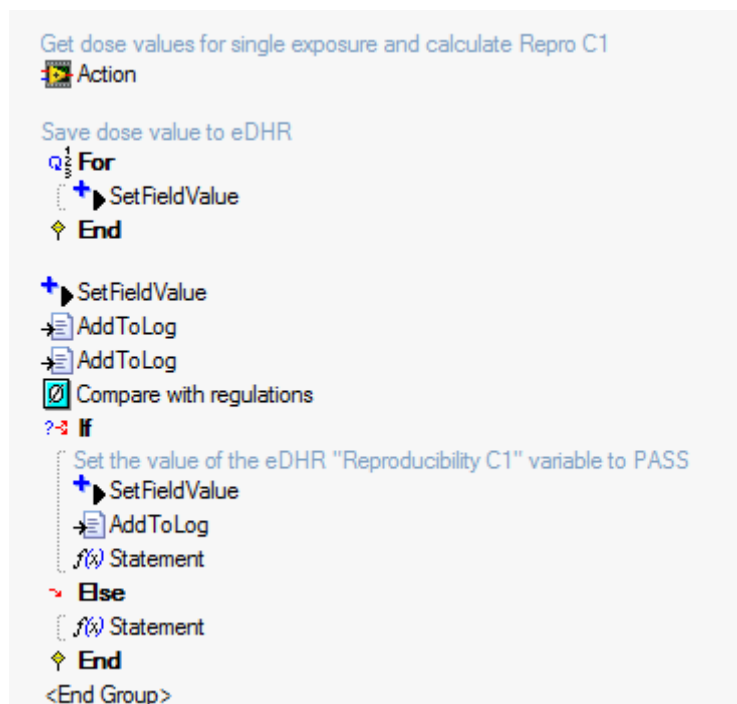 Get dose values for single exposure and calculate Repro C1
Action
Save dose value to eDHR
For
SetFieldValue
End
SetFieldValue
AddToLog
AddToLog
Compare with regulations
If
Set the value of the eDHR "Reproducibility C1" variable to PASS
SetFieldValue
AddToLog
f(x) Statement
Else
f(x) Statement
End
<End Group>